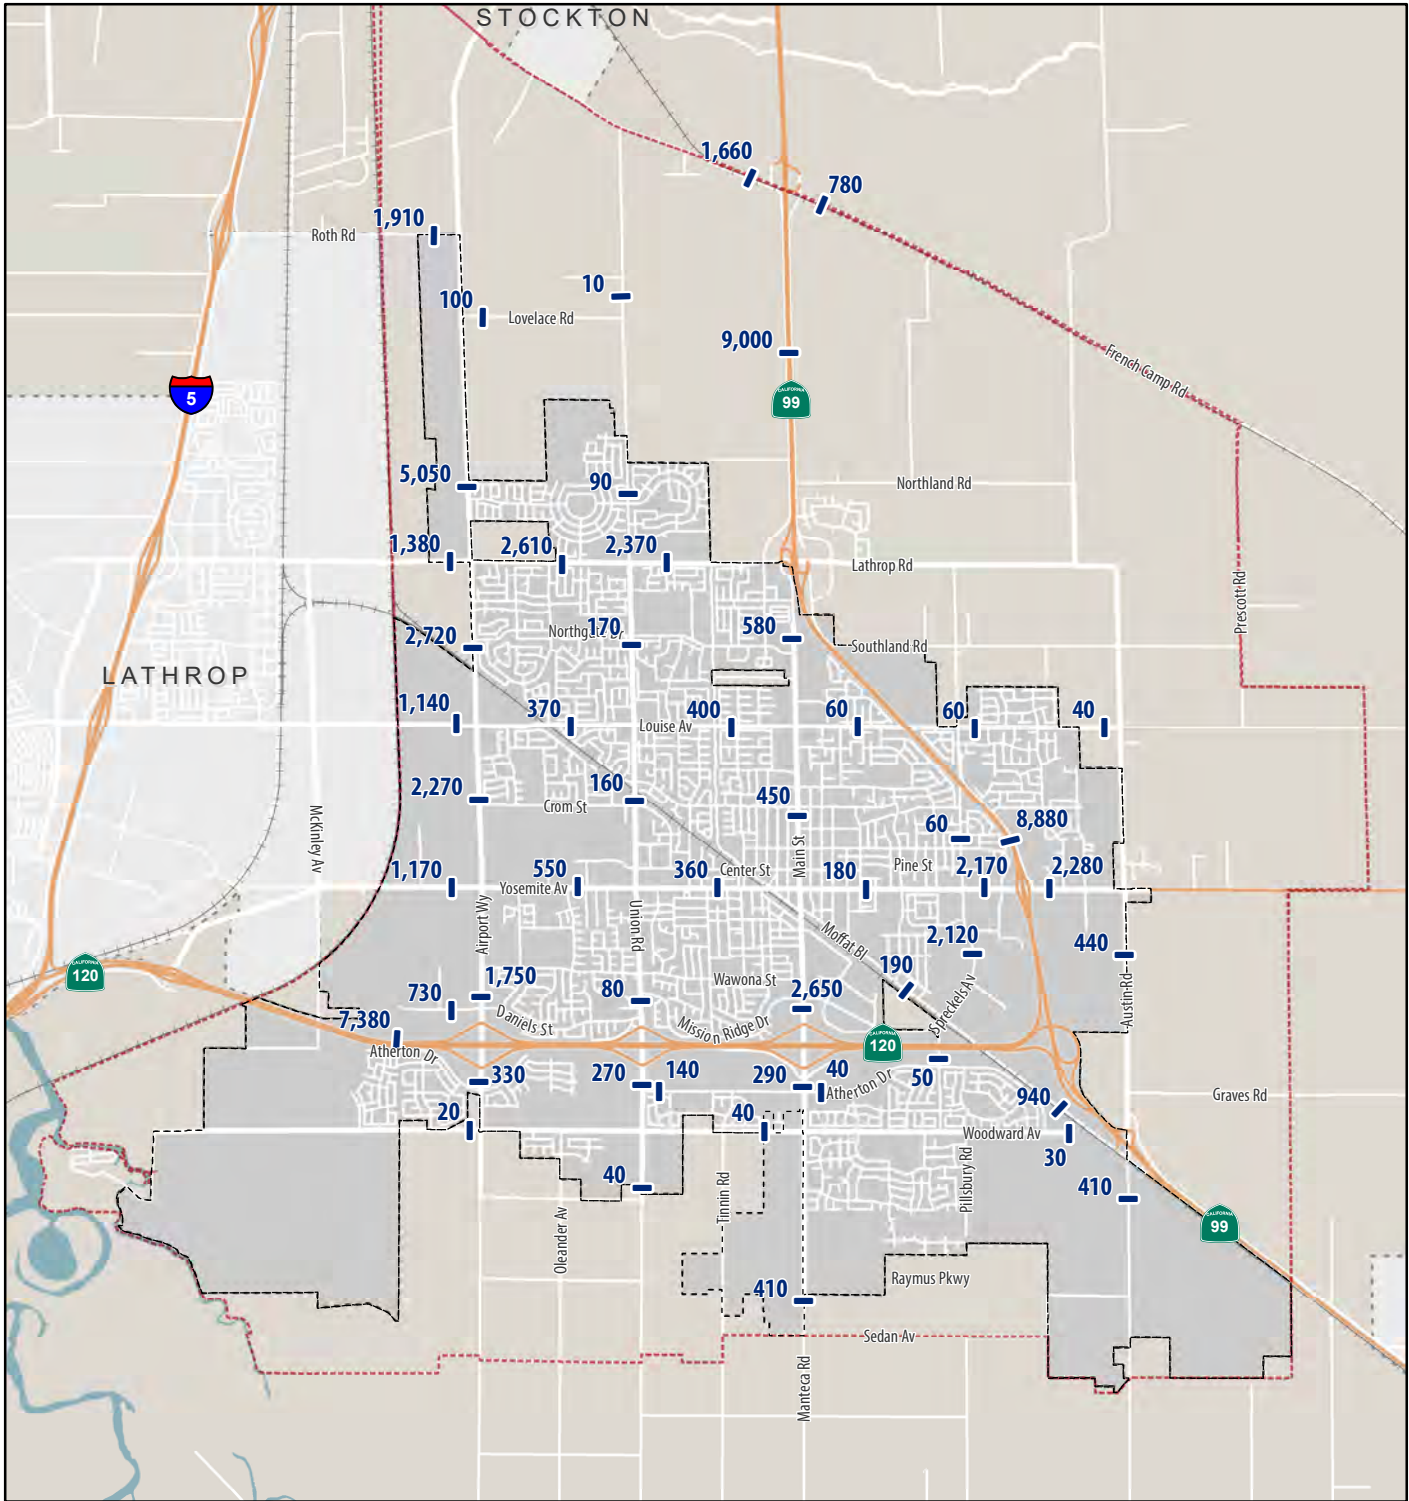 STOCKTON
1,660
780
1,910
Roth Rd
10
100
Lovelace Rd
9,000
French Camp Rd
5
CALIFORNIA
99
5,050
90
Northland Rd
1,380
2,610
2,370
Lathrop Rd
Prescott Rd
2,720
170
580
Southland Rd
LATHROP
1,140
370
Louise Av
400
60
60
40
2,270
Crom St
160
450
60
8,880
McKinley Av
Main St
1,170
550
Yosemite Av
360
Center St
180
Pine St
2,170
2,280
Airport Wy
Union Rd
Moffat Bl
2,120
440
CALIFORNIA
120
1,750
Wawona St
190
Spreckels Av
Austin Rd
730
80
2,650
7,380
Daniels St
Mission Ridge Dr
CALIFORNIA
120
Atherton Dr
330
270
140
290
40
Atherton Dr
50
20
40
940
Graves Rd
Woodward Av
30
40
Tinnin Rd
Pillsbury Rd
410
Oleander Av
CALIFORNIA
99
410
Raymus Pkwy
Sedan Av
Manteca Rd